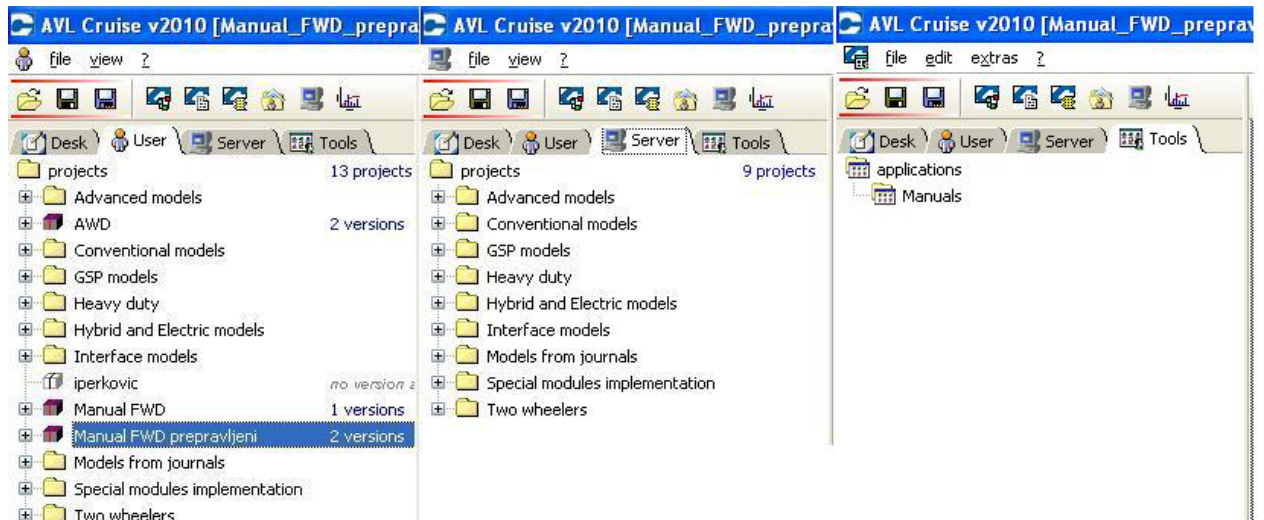 AVL Cruise v2010 [Manual_FWD_prepra
file view ?
Desk User Server Tools
projects 13 projects
Advanced models
AWD 2 versions
Conventional models
GSP models
Heavy duty
Hybrid and Electric models
Interface models
iperkovic no version a
Manual FWD 1 versions
Manual FWD prepravljeni 2 versions
Models from journals
Special modules implementation
Two wheelers
AVL Cruise v2010 [Manual_FWD_prepra
file view ?
Desk User Server Tools
projects 9 projects
Advanced models
Conventional models
GSP models
Heavy duty
Hybrid and Electric models
Interface models
Models from journals
Special modules implementation
Two wheelers
AVL Cruise v2010 [Manual_FWD_prepra
file edit extras ?
Desk User Server Tools
applications
Manuals